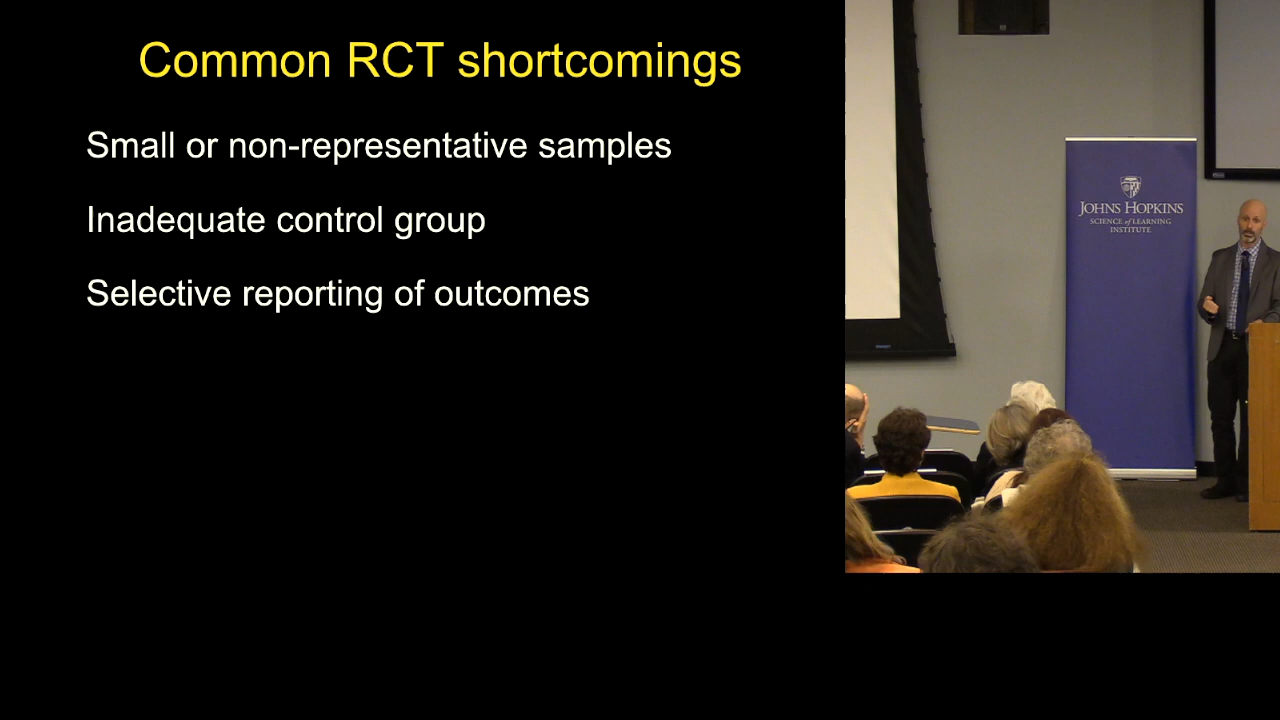 Common RCT shortcomings
Small or non-representative samples
Inadequate control group
Selective reporting of outcomes
JOHNS HOPKINS
SCIENCE of LEARNING
INSTITUTE